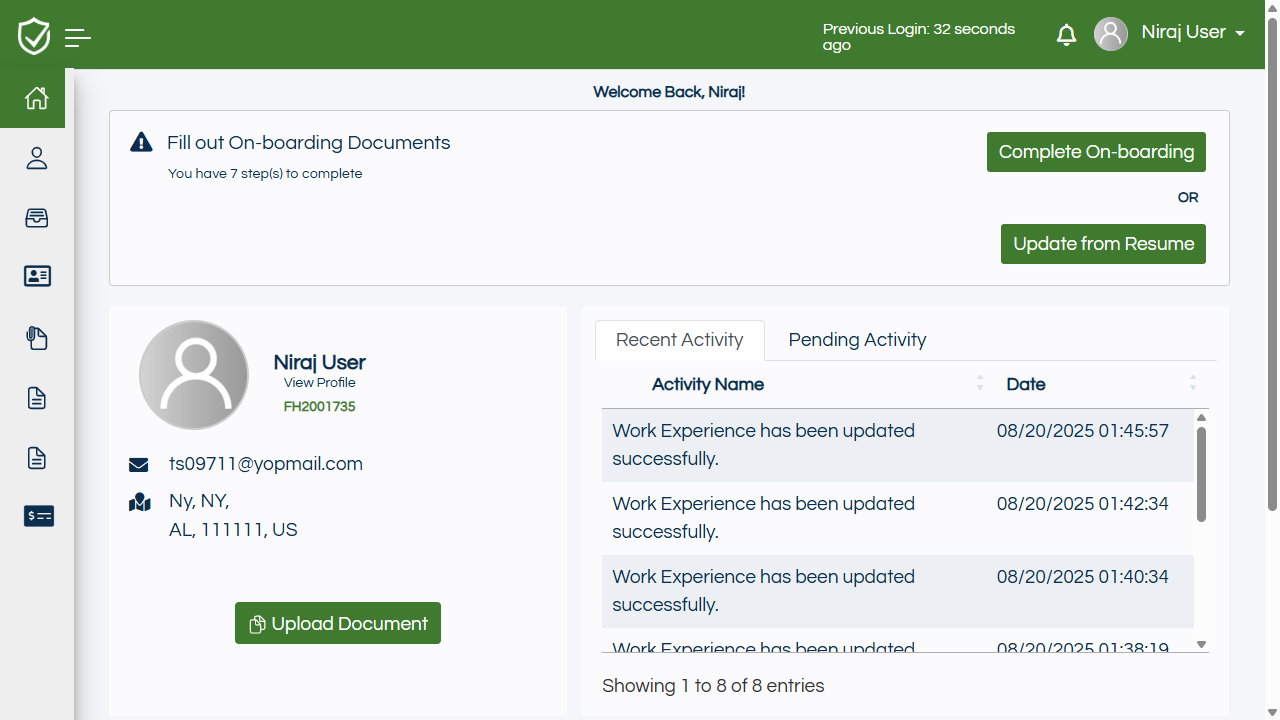 Previous Login: 32 seconds
ago
Niraj User
Welcome Back, Niraj!
Fill out On-boarding Documents
You have 7 step(s) to complete
Complete On-boarding
OR
Update from Resume
Niraj User
View Profile
FH2001735
ts09711@yopmail.com
Ny, NY,
AL, 111111, US
Upload Document
Recent Activity
Pending Activity
Activity Name
Date
Work Experience has been updated
successfully.
08/20/2025 01:45:57
Work Experience has been updated
successfully.
08/20/2025 01:42:34
Work Experience has been updated
successfully.
08/20/2025 01:40:34
Work Experience has been updated
08/20/2025 01:38:19
Showing 1 to 8 of 8 entries